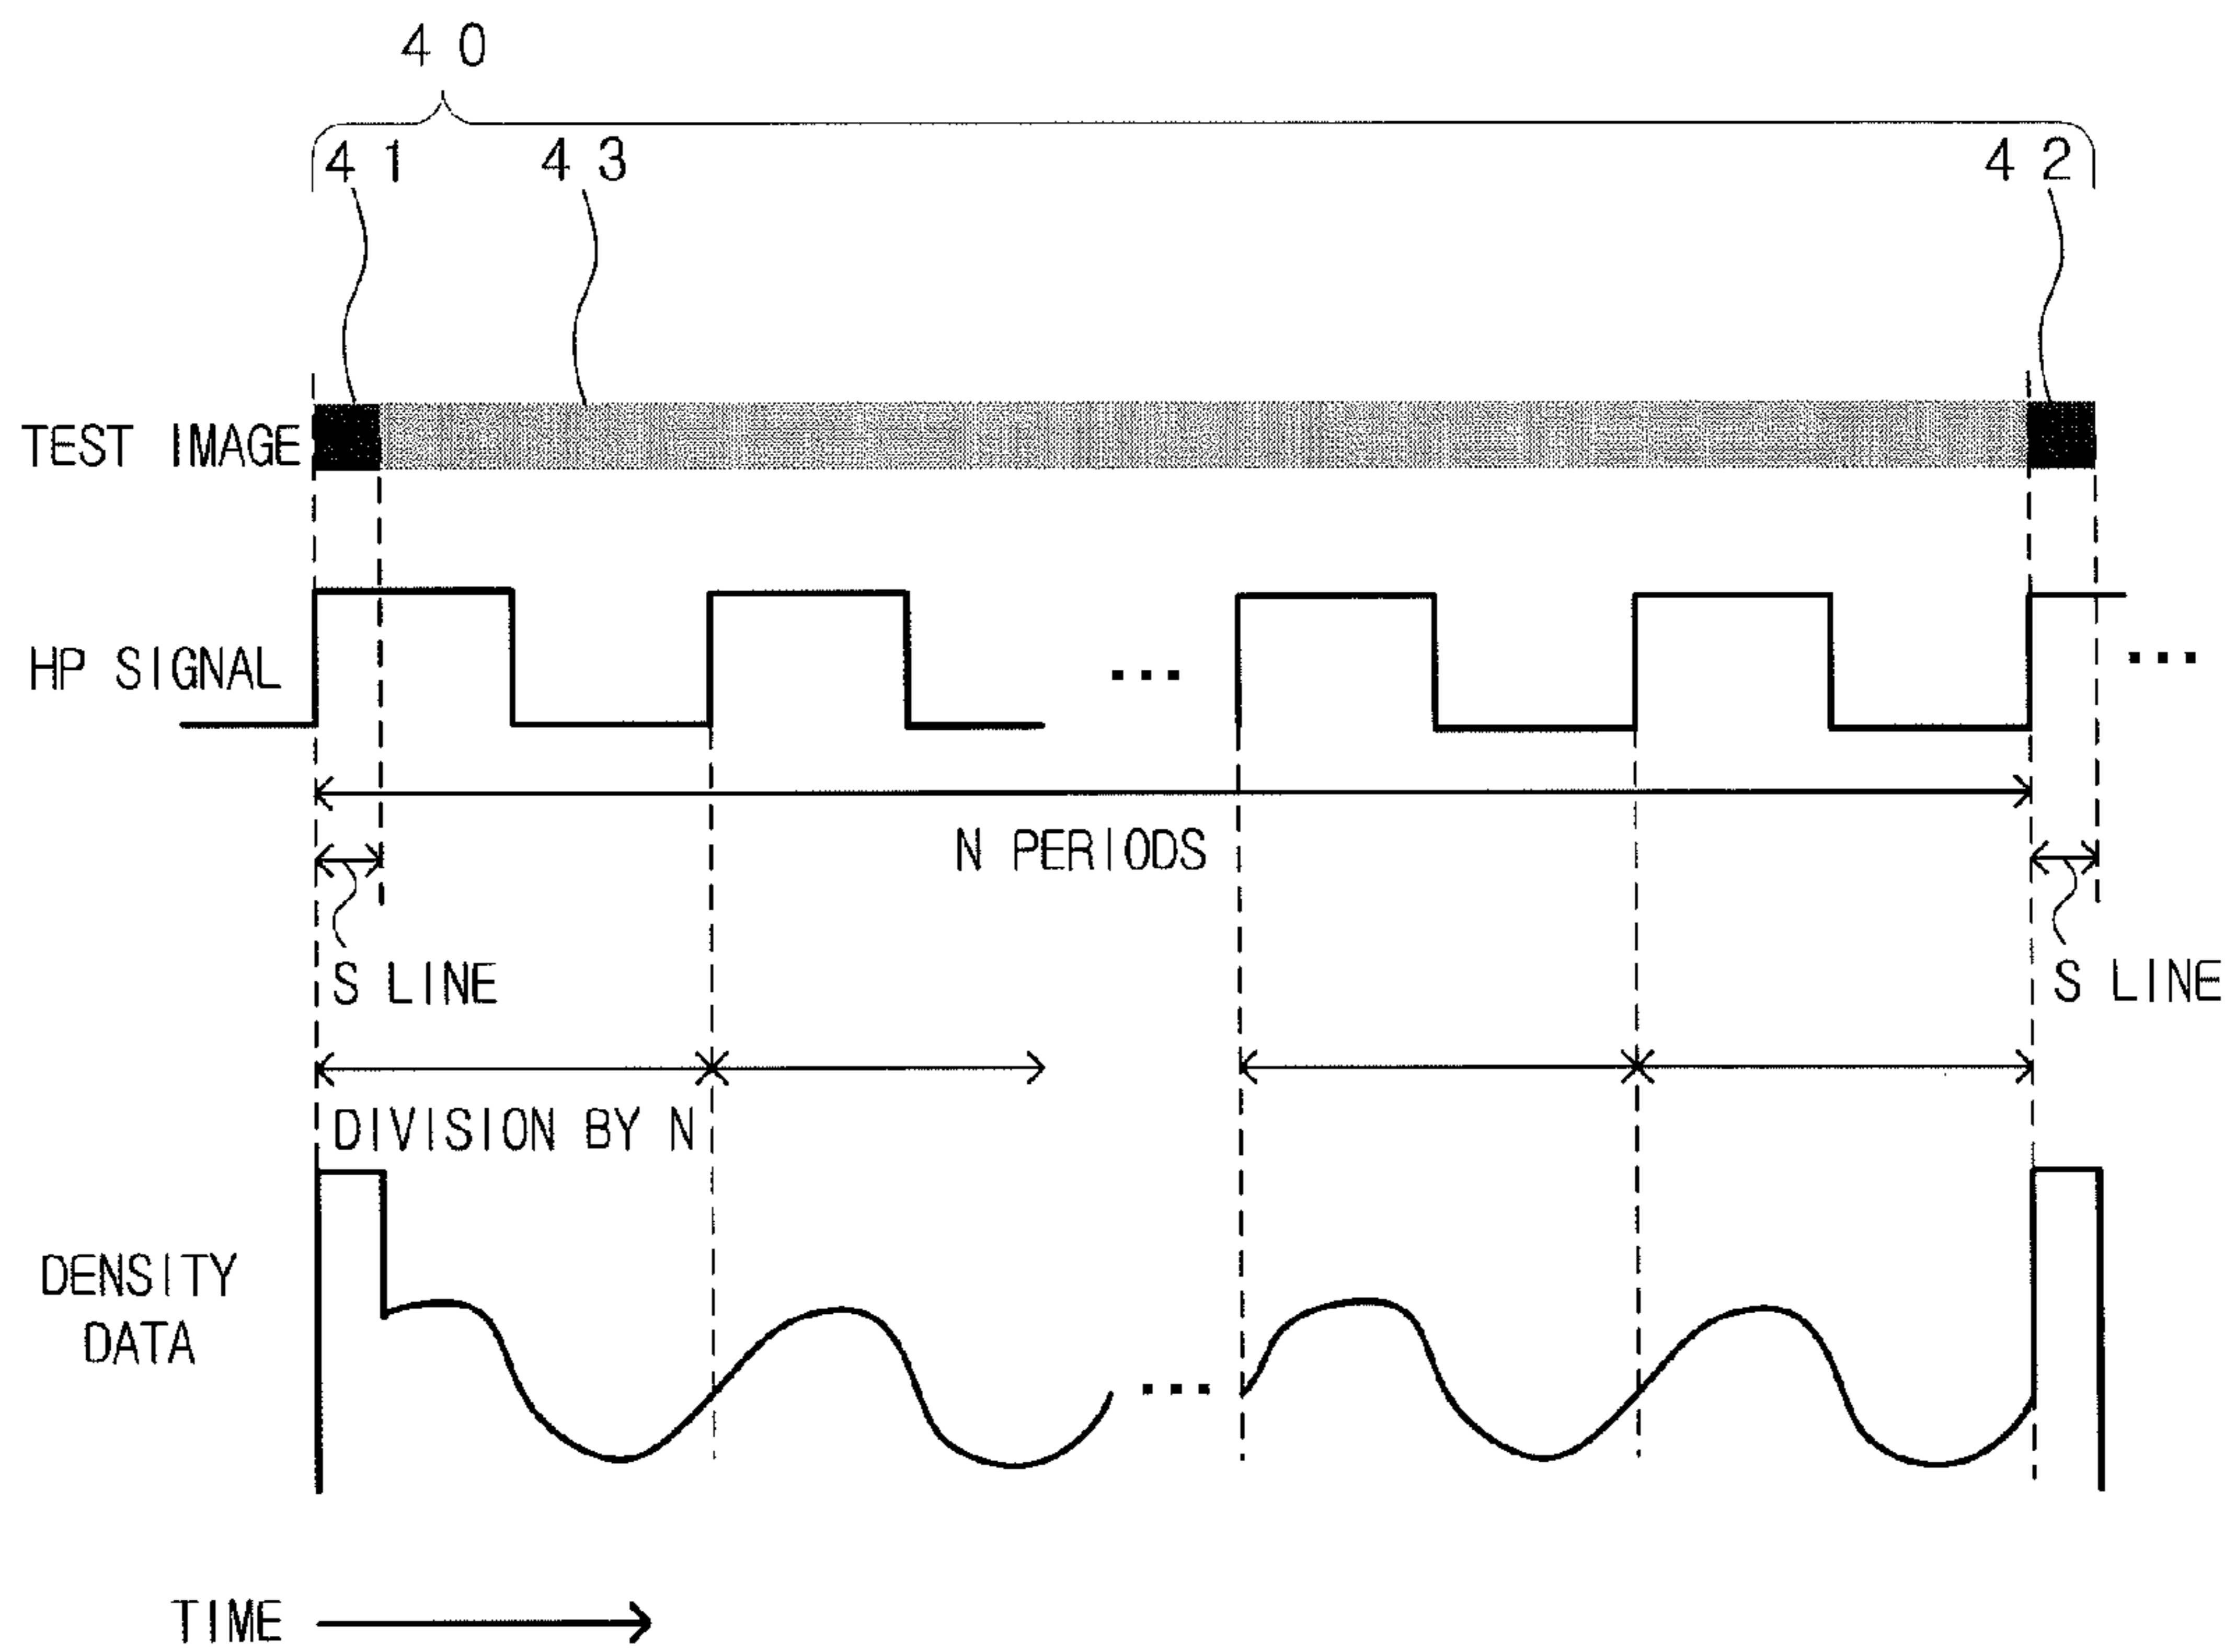 40
41 43 42
TEST IMAGE
HP SIGNAL
...
...
N PERIODS
S LINE
S LINE
DIVISION BY N
DENSITY
DATA
...
TIME